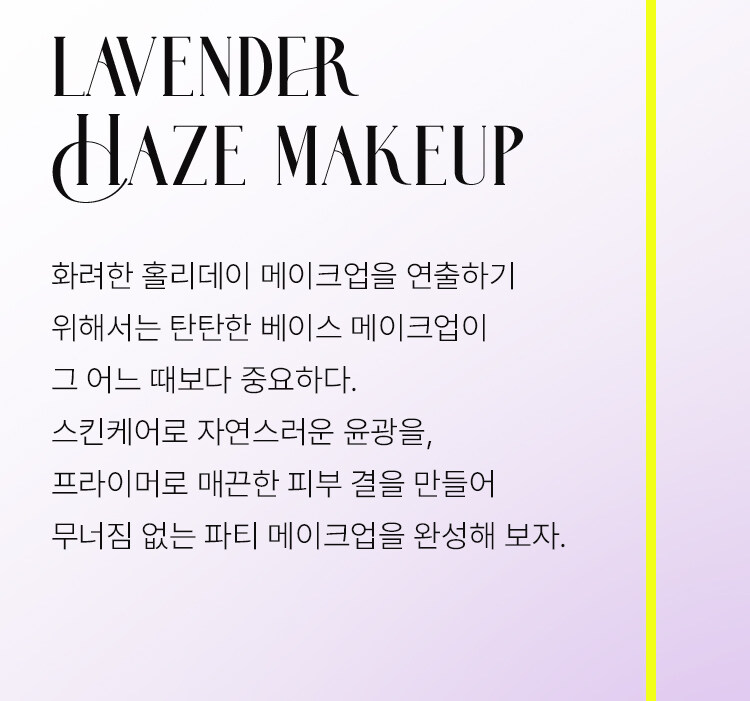 LAVENDER
HAZE MAKEUP
화려한 홀리데이 메이크업을 연출하기
위해서는 탄탄한 베이스 메이크업이
그 어느 때보다 중요하다.
스킨케어로 자연스러운 윤광을,
프라이머로 매끈한 피부 결을 만들어
무너짐 없는 파티 메이크업을 완성해 보자.